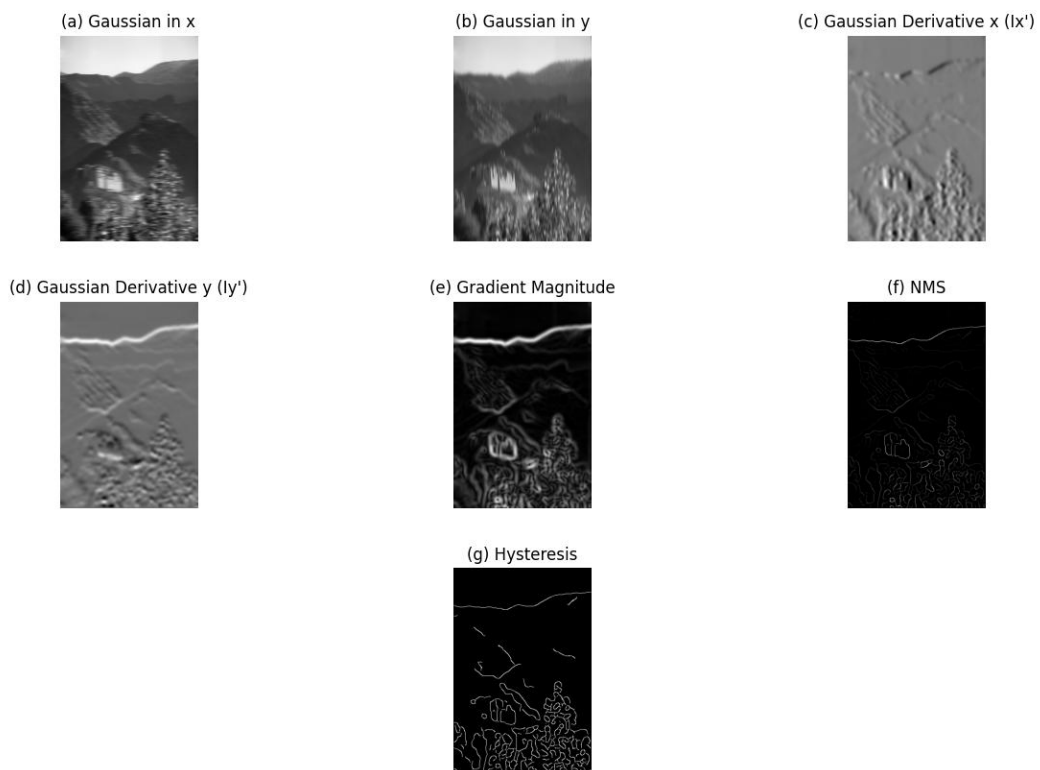 (a) Gaussian in x
(b) Gaussian in y
(c) Gaussian Derivative x (Ix')
(d) Gaussian Derivative y (Iy')
(e) Gradient Magnitude
(f) NMS
(g) Hysteresis